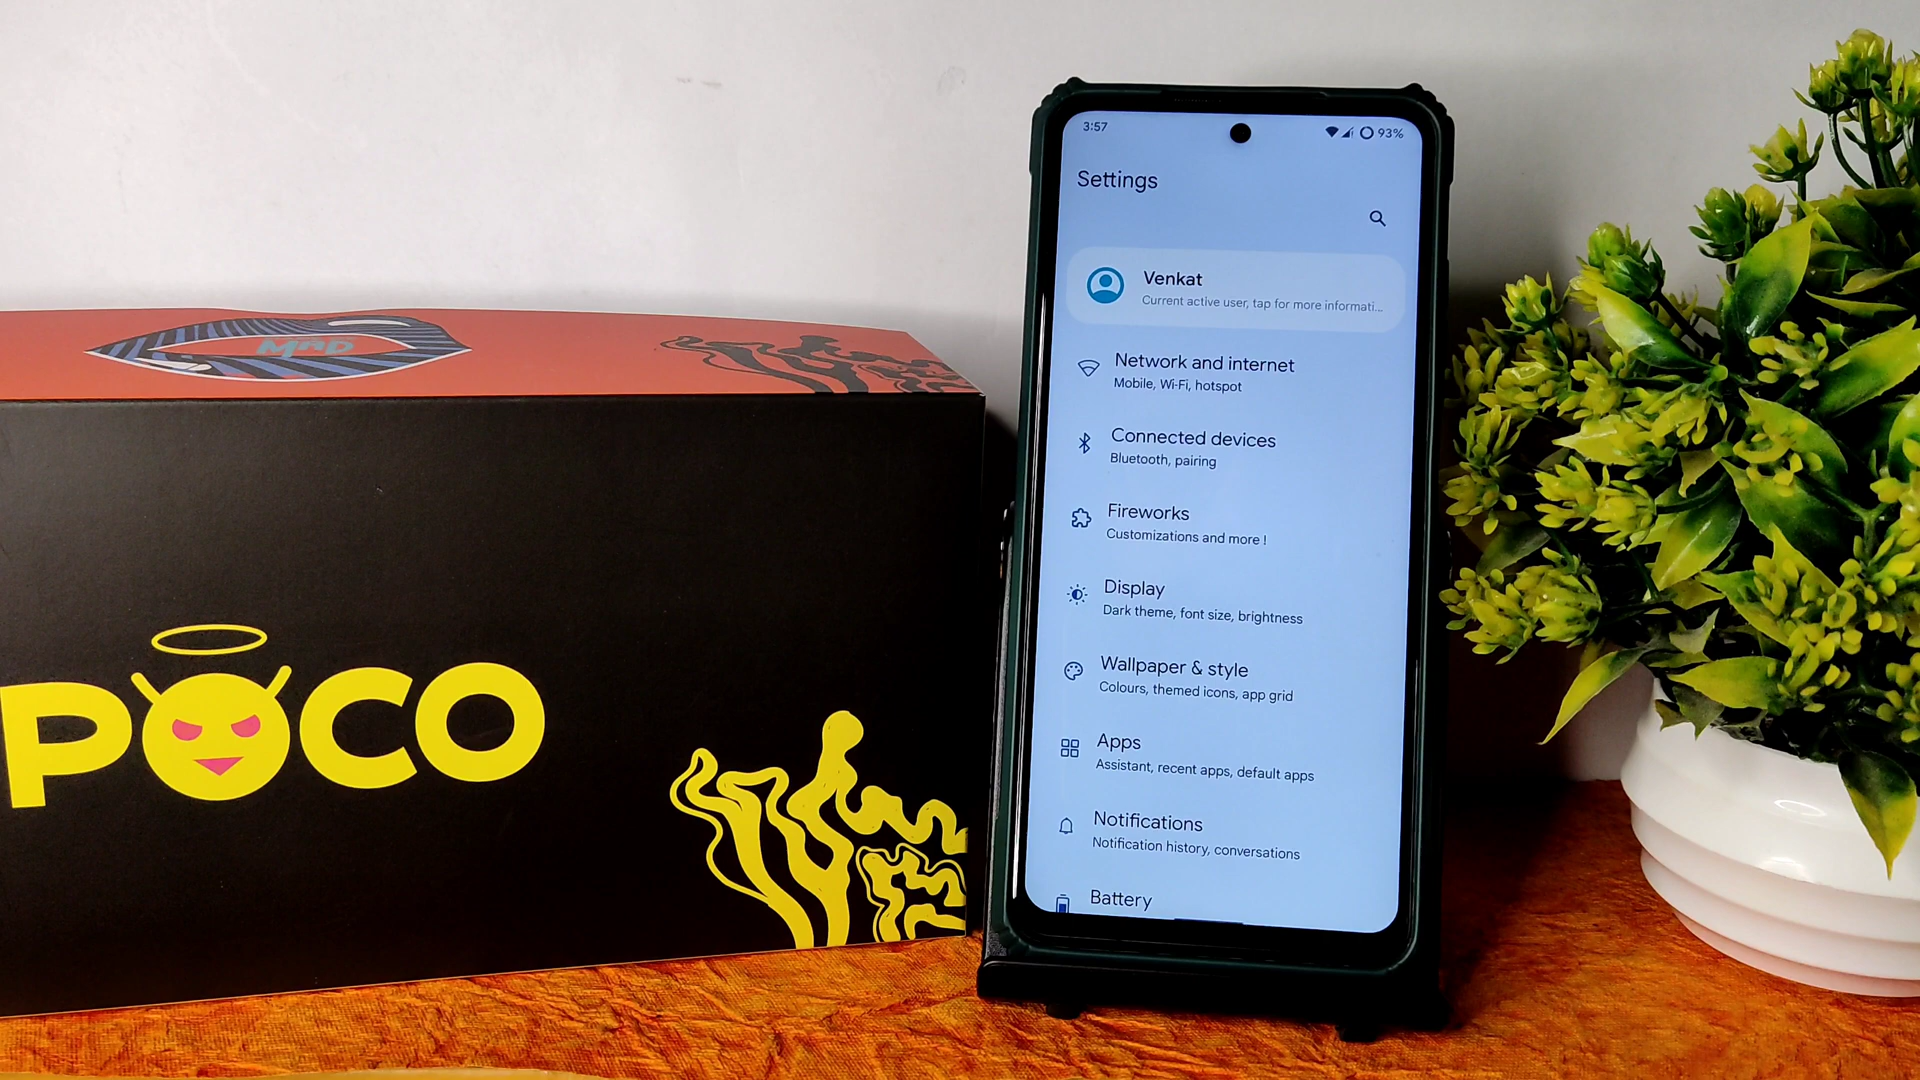 MAD
POCO
3:57
93%
Settings
Venkat
Current active user, tap for more informati...
Network and internet
Mobile, Wi-Fi, hotspot
Connected devices
Bluetooth, pairing
Fireworks
Customizations and more !
Display
Dark theme, font size, brightness
Wallpaper & style
Colours, themed icons, app grid
Apps
Assistant, recent apps, default apps
Notifications
Notification history, conversations
Battery